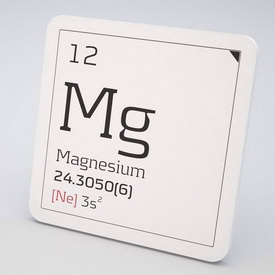 12
Mg
Magnesium
24.3050(6)
[Ne] 3s²